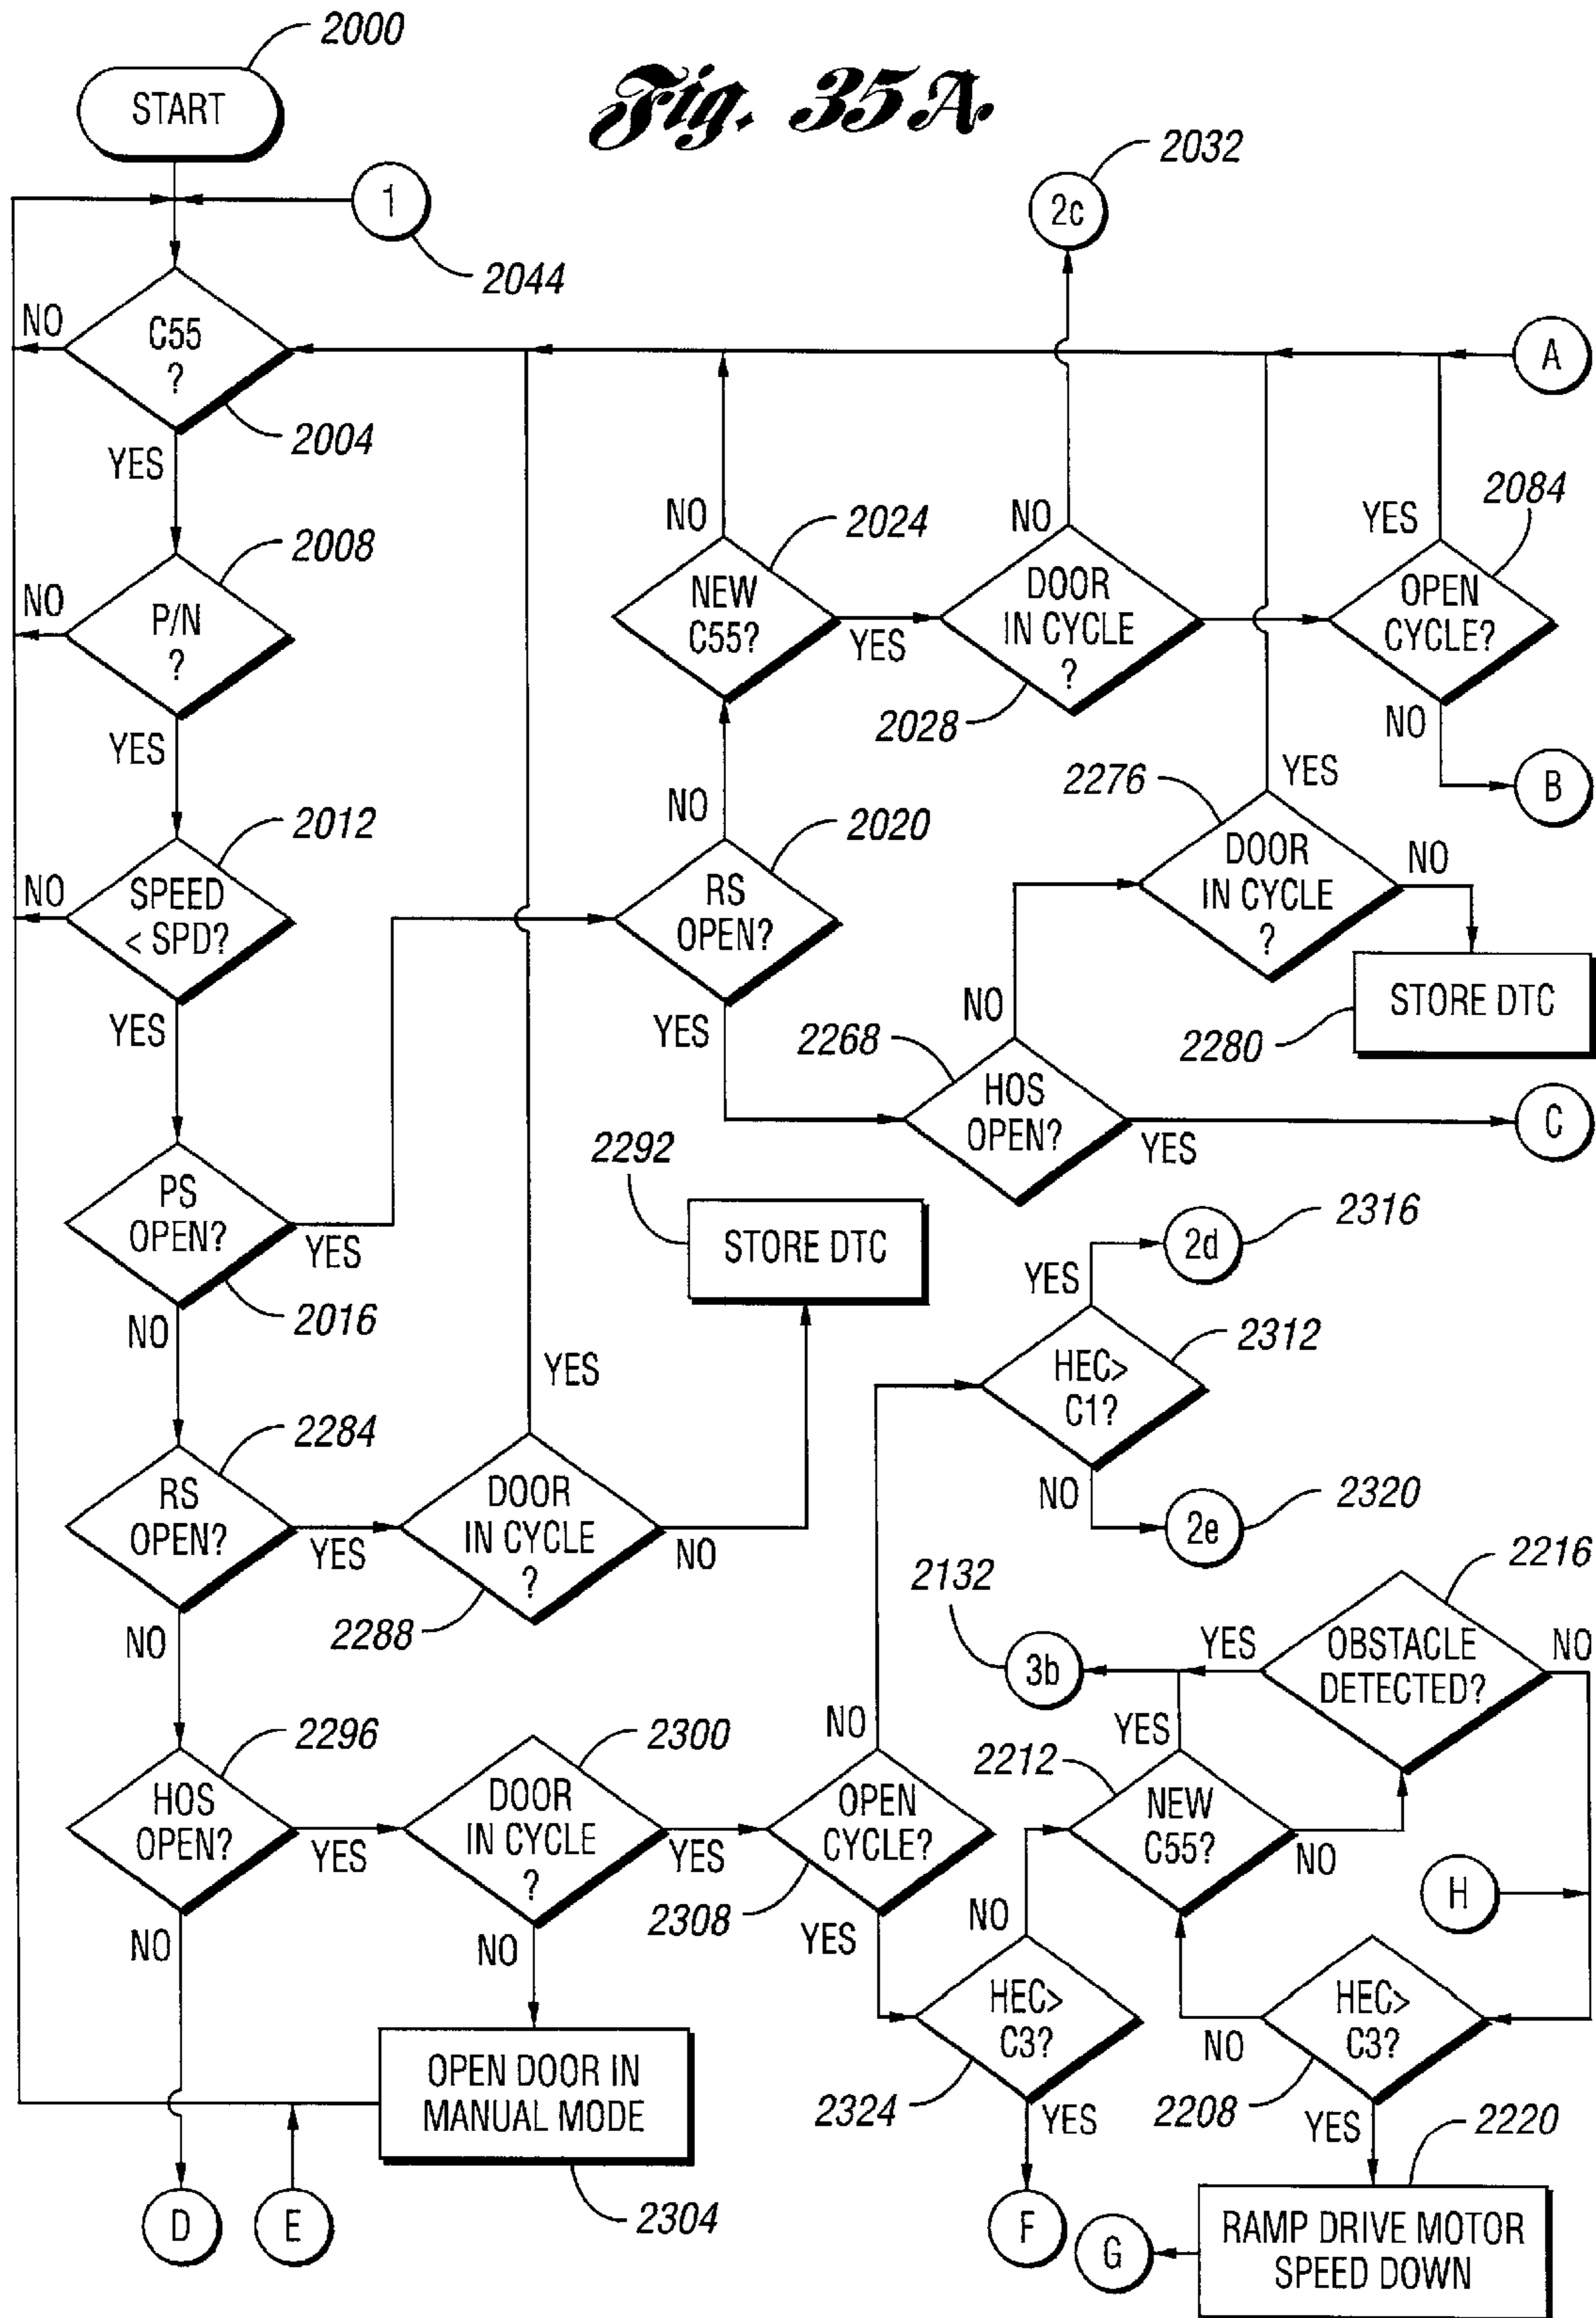 2000
START
Fig. 35A.
2032
1
2c
2044
NO
C55
?
A
2004
YES
2084
NO
2024
NO
YES
2008
NO
P/N
?
NEW
C55?
YES
DOOR
IN CYCLE
?
OPEN
CYCLE?
2028
NO
YES
2276
YES
B
2012
NO
2020
NO
SPEED
< SPD?
RS
OPEN?
DOOR
IN CYCLE
?
NO
STORE DTC
YES
YES
NO
2268
2280
HOS
OPEN?
YES
C
2292
PS
OPEN?
YES
STORE DTC
2d
2316
YES
NO
2016
2312
HEC>
C1?
YES
2284
NO
2e
2320
RS
OPEN?
YES
DOOR
IN CYCLE
?
NO
2288
2132
2216
NO
3b
YES
OBSTACLE
DETECTED?
NO
2296
2300
NO
YES
2212
HOS
OPEN?
YES
DOOR
IN CYCLE
?
YES
OPEN
CYCLE?
NEW
C55?
NO
2308
H
NO
NO
YES
NO
HEC>
C3?
NO
HEC>
C3?
OPEN DOOR IN
MANUAL MODE
2324
YES
2208
YES
2220
D
E
2304
F
G
RAMP DRIVE MOTOR
SPEED DOWN